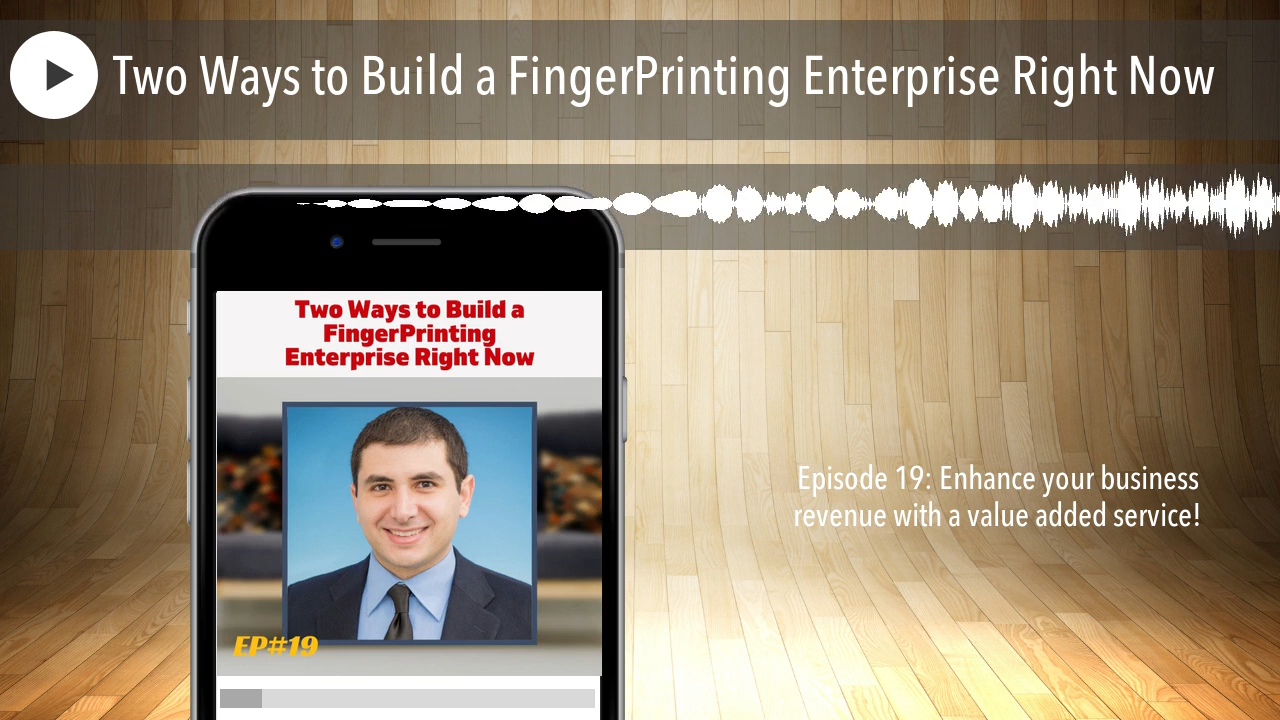 Two Ways to Build a FingerPrinting Enterprise Right Now
Two Ways to Build a
FingerPrinting
Enterprise Right Now
EP#19
Episode 19: Enhance your business
revenue with a value added service!